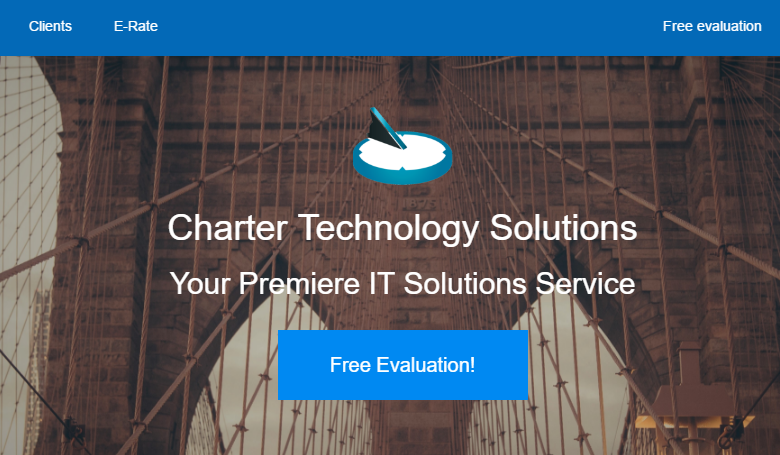 Clients E-Rate Free evaluation
Charter Technology Solutions
Your Premiere IT Solutions Service
Free Evaluation!